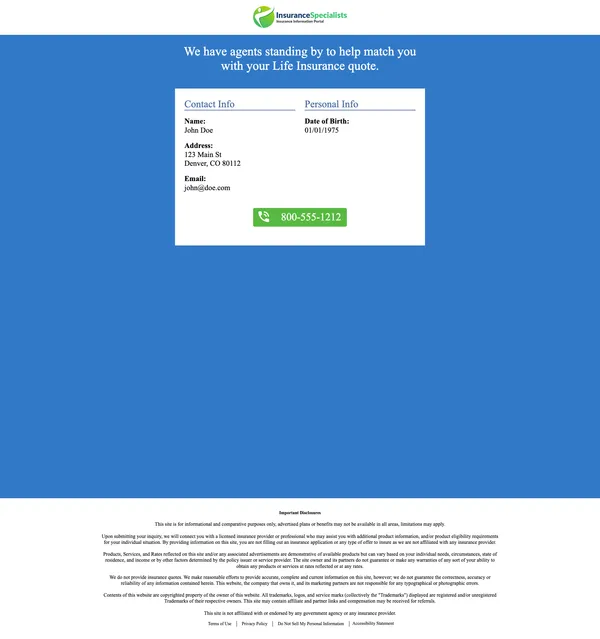 InsuranceSpecialists
Insurance Information Portal
We have agents standing by to help match you
with your Life Insurance quote.
Contact Info
Name:
John Doe
Address:
123 Main St
Denver, CO 80112
Email:
john@doe.com
Personal Info
Date of Birth:
01/01/1975
800-555-1212
Important Disclosures
This site is for informational and comparative purposes only, advertised plans or benefits may not be available in all areas, limitations may apply.
Upon submitting your inquiry, we will connect you with a licensed insurance provider or professional who may assist you with additional product information, and/or product eligibility requirements
for your individual situation. By providing information on this site, you are not filling out an insurance application or any type of offer to insure as we are not affiliated with any insurance provider.
Products, Services, and Rates reflected on this site and/or any associated advertisements are demonstrative of available products but can vary based on your individual needs, circumstances, state of
residence, and income or by other factors determined by the policy issuer or service provider. The site owner and its partners do not guarantee or make any warranties of any sort of your ability to
obtain any products or services at rates reflected or at any rates.
We do not provide insurance quotes. We make reasonable efforts to provide accurate, complete and current information on this site, however; we do not guarantee the correctness, accuracy or
reliability of any information contained herein. This website, the company that owns it, and its marketing partners are not responsible for any typographical or photographic errors.
Contents of this website are copyrighted property of the owner of this website. All trademarks, logos, and service marks (collectively the "Trademarks") displayed are registered and/or unregistered
Trademarks of their respective owners. This site may contain affiliate and partner links and compensation may be received for referrals.
This site is not affiliated with or endorsed by any government agency or any insurance provider.
Terms of Use | Privacy Policy | Do Not Sell My Personal Information | Accessibility Statement